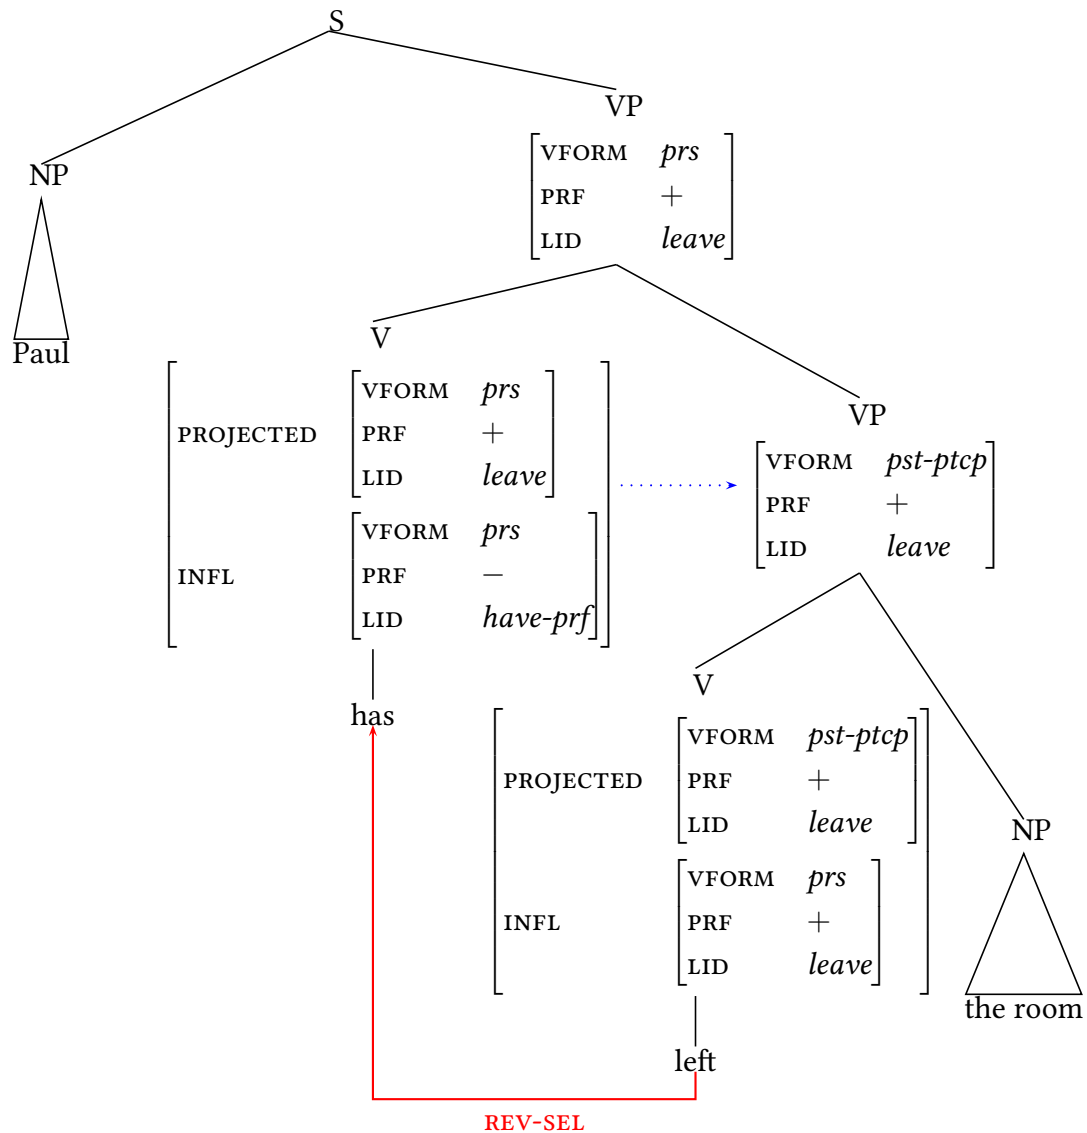 S
VP
VFORM prs
PRF +
LID leave
NP
Paul
V
PROJECTED
VFORM prs
PRF +
LID leave
INFL
VFORM prs
PRF −
LID have-prf
has
VP
VFORM pst-ptcp
PRF +
LID leave
V
PROJECTED
VFORM pst-ptcp
PRF +
LID leave
INFL
VFORM prs
PRF +
LID leave
left
NP
the room
REV-SEL